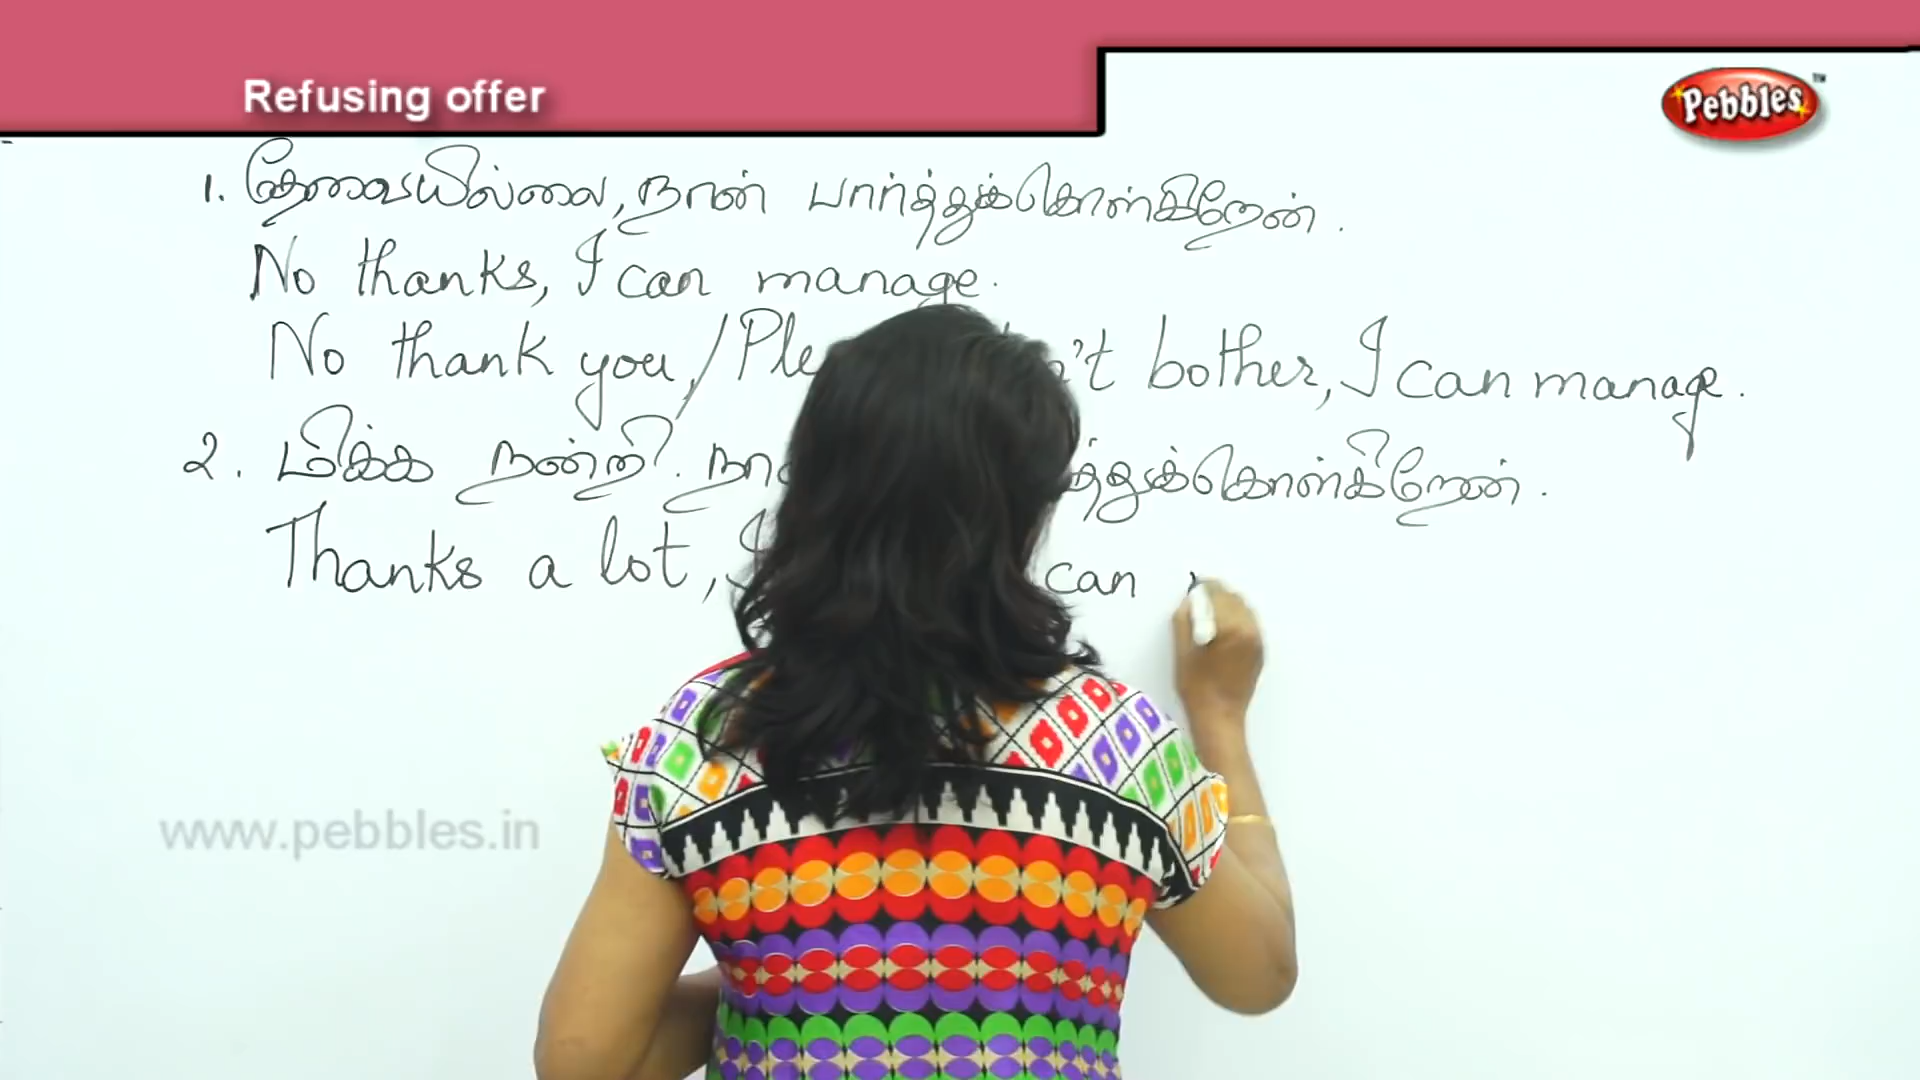 Refusing offer
Pebbles
1. தேவையில்லை, நான் பார்த்துக்கொள்கிறேன்.
No thanks, I can manage.
No thank you, / bother, I can manage.
2. மிக்க நன்றி.
Thanks a lot, I can
www.pebbles.in